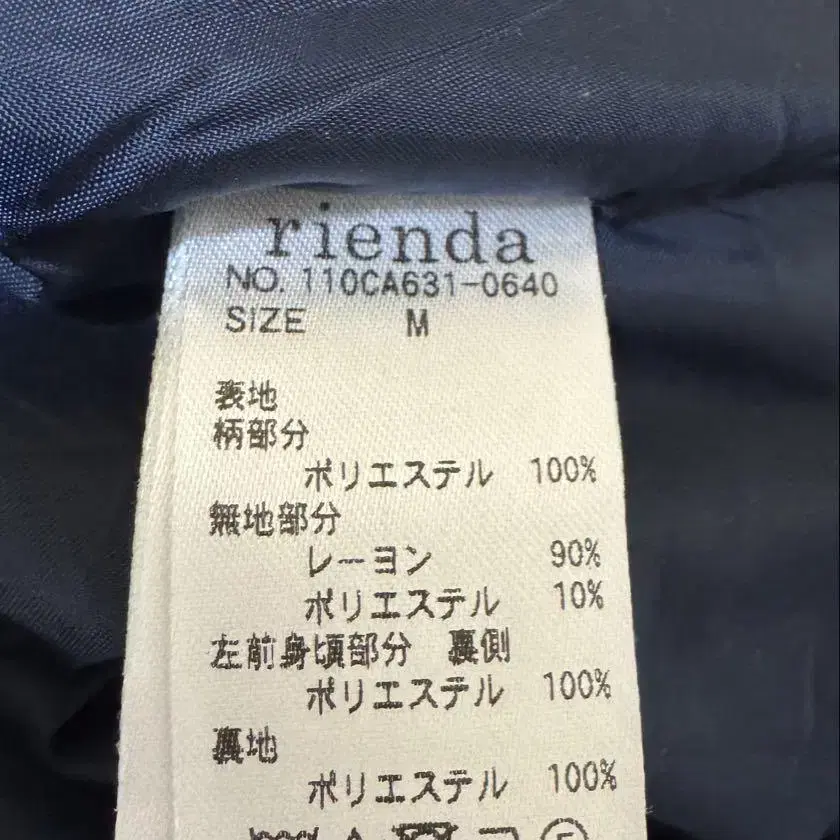 rienda
NO. 110CA631-0640
SIZE M
表地
柄部分
ポリエステル 100%
無地部分
レーヨン 90%
ポリエステル 10%
左前身頃部分 裏側
ポリエステル 100%
裏地
ポリエステル 100%